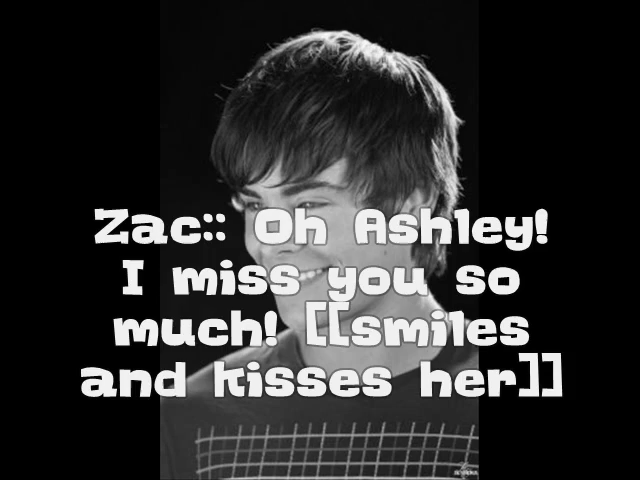 Zac:: Oh Ashley!
I miss you so
much! [[smiles
and kisses her]]